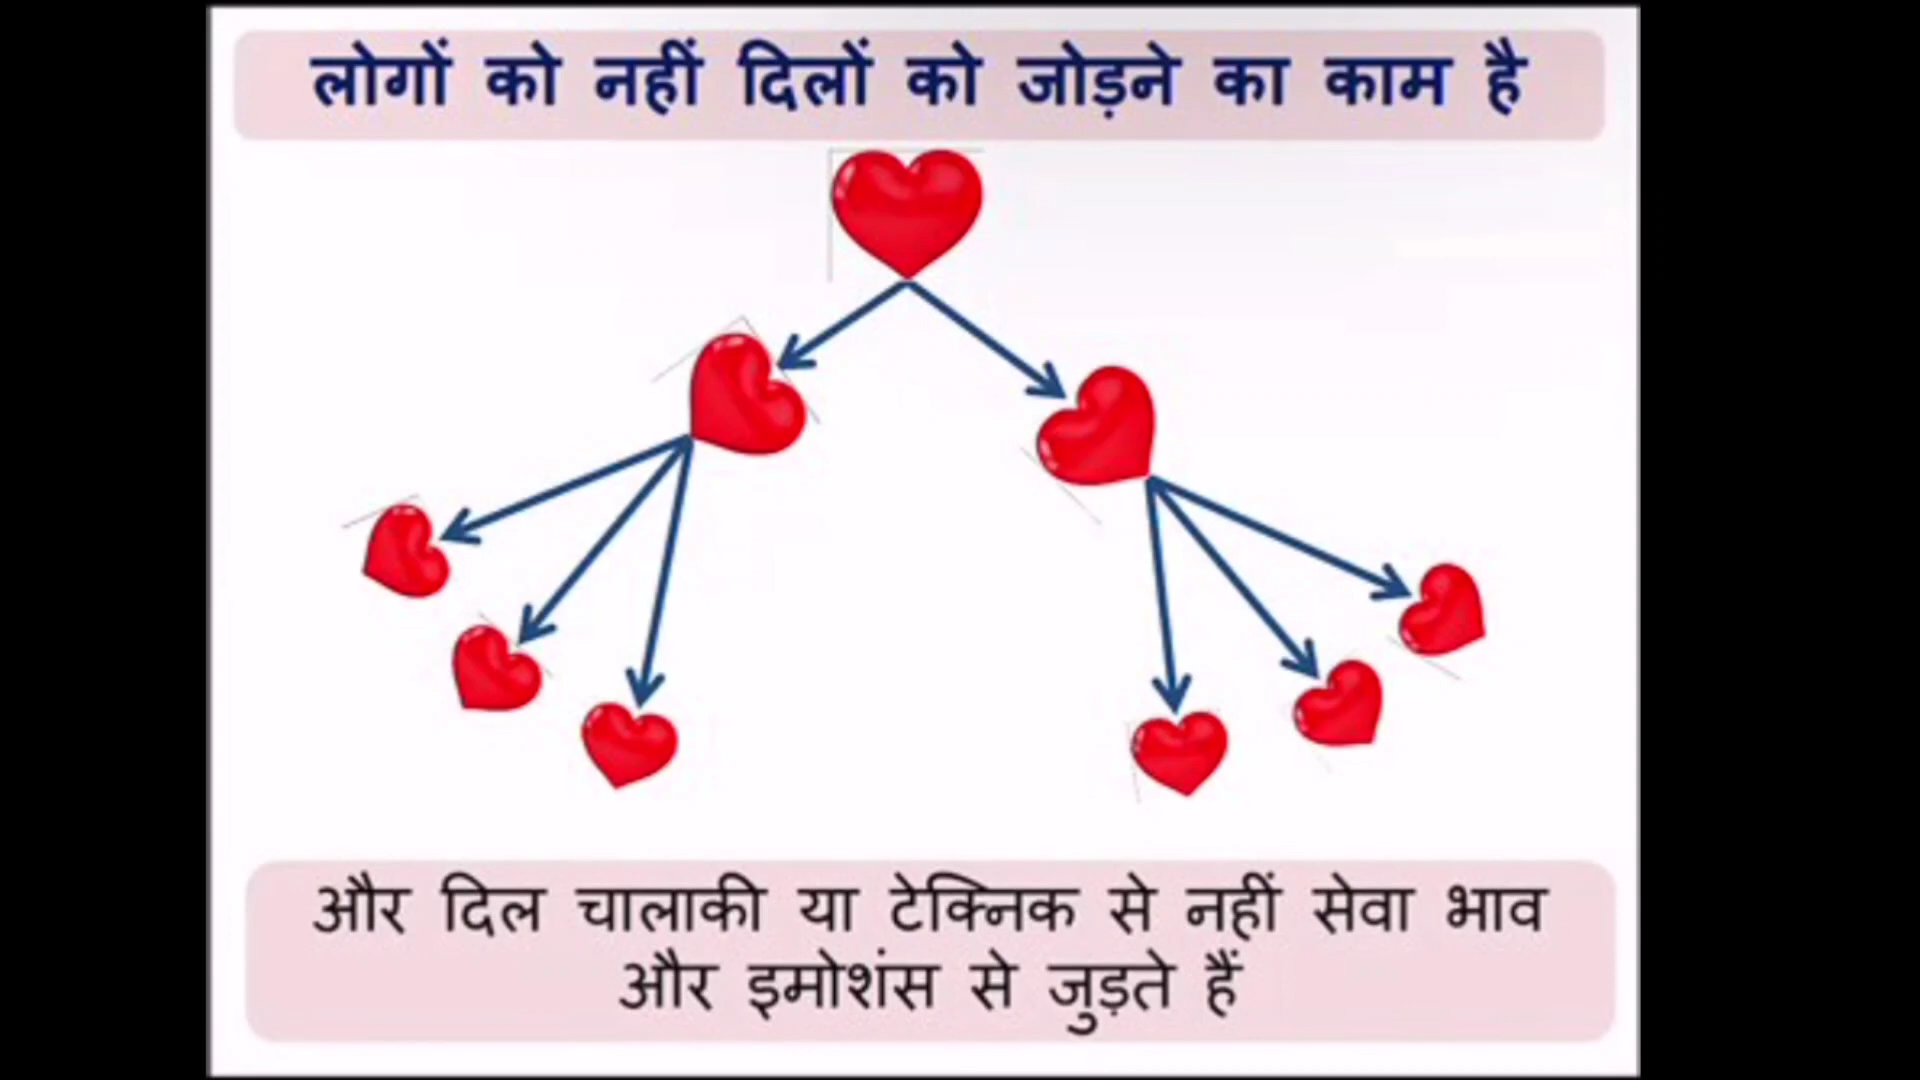 लोगों को नहीं दिलों को जोड़ने का काम है
और दिल चालाकी या टेक्निक से नहीं सेवा भाव
और इमोशंस से जुड़ते हैं